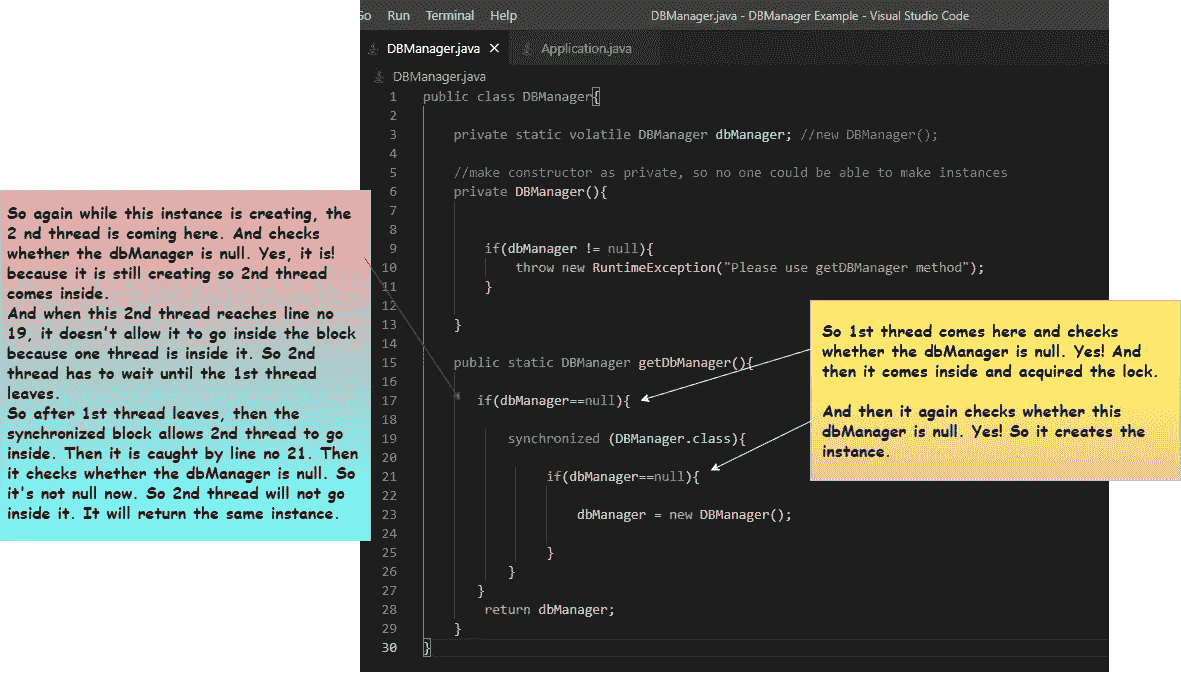 Go Run Terminal Help DBManager.java - DBManager Example - Visual Studio Code
DBManager.java × Application.java
DBManager.java
1 public class DBManager{
2
3 private static volatile DBManager dbManager; //new DBManager();
4
5 //make constructor as private, so no one could be able to make instances
6 private DBManager(){
7
8
9 if(dbManager != null){
10 throw new RuntimeException("Please use getDBManager method");
11 }
12
13 }
14
15 public static DBManager getDbManager(){
16
17 if(dbManager==null){
18
19 synchronized (DBManager.class){
20
21 if(dbManager==null){
22
23 dbManager = new DBManager();
24
25 }
26 }
27 }
28 return dbManager;
29 }
30 }
So again while this instance is creating, the
2 nd thread is coming here. And checks
whether the dbManager is null. Yes, it is!
because it is still creating so 2nd thread
comes inside.
And when this 2nd thread reaches line no
19, it doesn't allow it to go inside the block
because one thread is inside it. So 2nd
thread has to wait until the 1st thread
leaves.
So after 1st thread leaves, then the
synchronized block allows 2nd thread to go
inside. Then it is caught by line no 21. Then
it checks whether the dbManager is null. So
it's not null now. So 2nd thread will not go
inside it. It will return the same instance.
So 1st thread comes here and checks
whether the dbManager is null. Yes! And
then it comes inside and acquired the lock.
And then it again checks whether this
dbManager is null. Yes! So it creates the
instance.